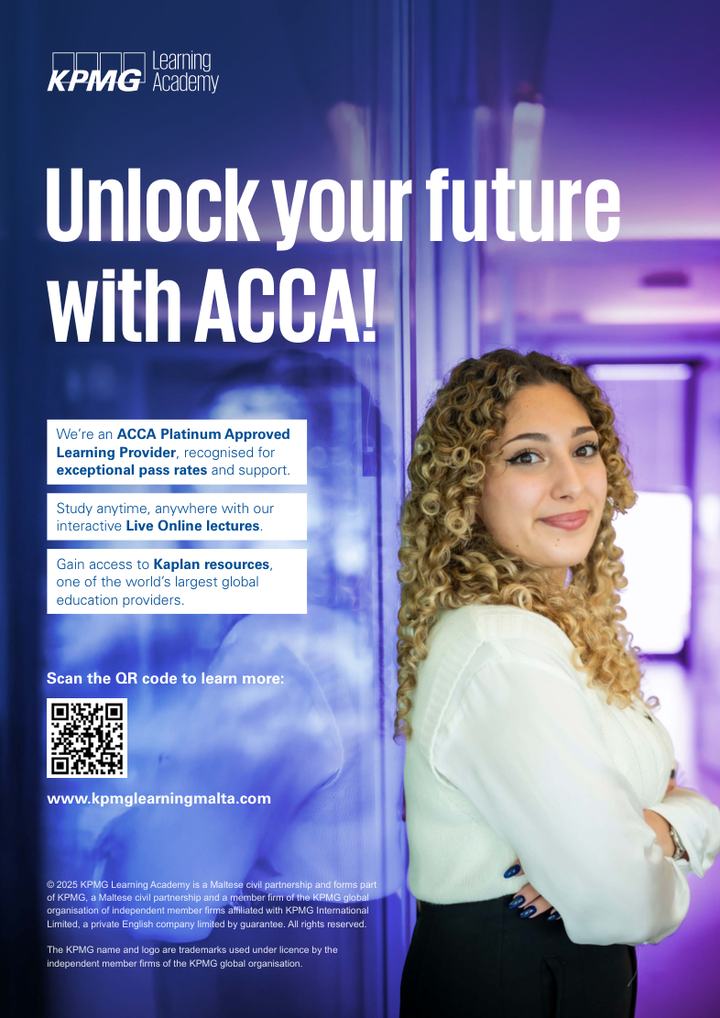 KPMG Learning
Academy
Unlock your future
with ACCA!
We're an ACCA Platinum Approved
Learning Provider, recognised for
exceptional pass rates and support.
Study anytime, anywhere with our
interactive Live Online lectures.
Gain access to Kaplan resources,
one of the world's largest global
education providers.
Scan the QR code to learn more:
www.kpmglearningmalta.com
© 2025 KPMG Learning Academy is a Maltese civil partnership and forms part
of KPMG, a Maltese civil partnership and a member firm of the KPMG global
organisation of independent member firms affiliated with KPMG International
Limited, a private English company limited by guarantee. All rights reserved.
The KPMG name and logo are trademarks used under licence by the
independent member firms of the KPMG global organisation.